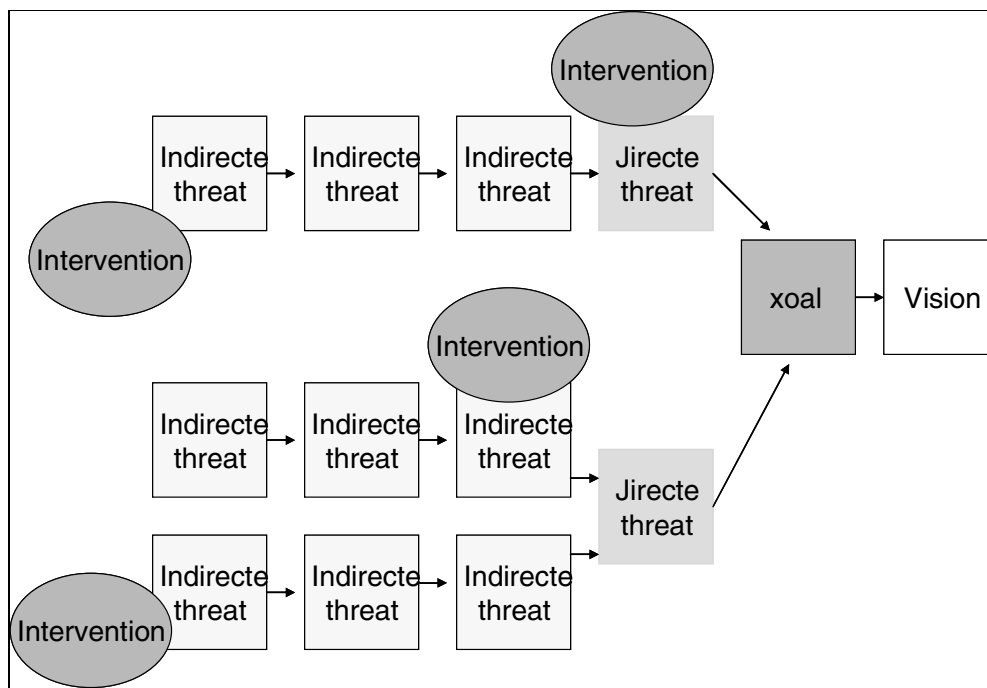 Intervention
Indirecte
threat
Indirecte
threat
Indirecte
threat
Jirecte
threat
Intervention
xoal
Vision
Intervention
Indirecte
threat
Indirecte
threat
Indirecte
threat
Jirecte
threat
Indirecte
threat
Indirecte
threat
Indirecte
threat
Intervention